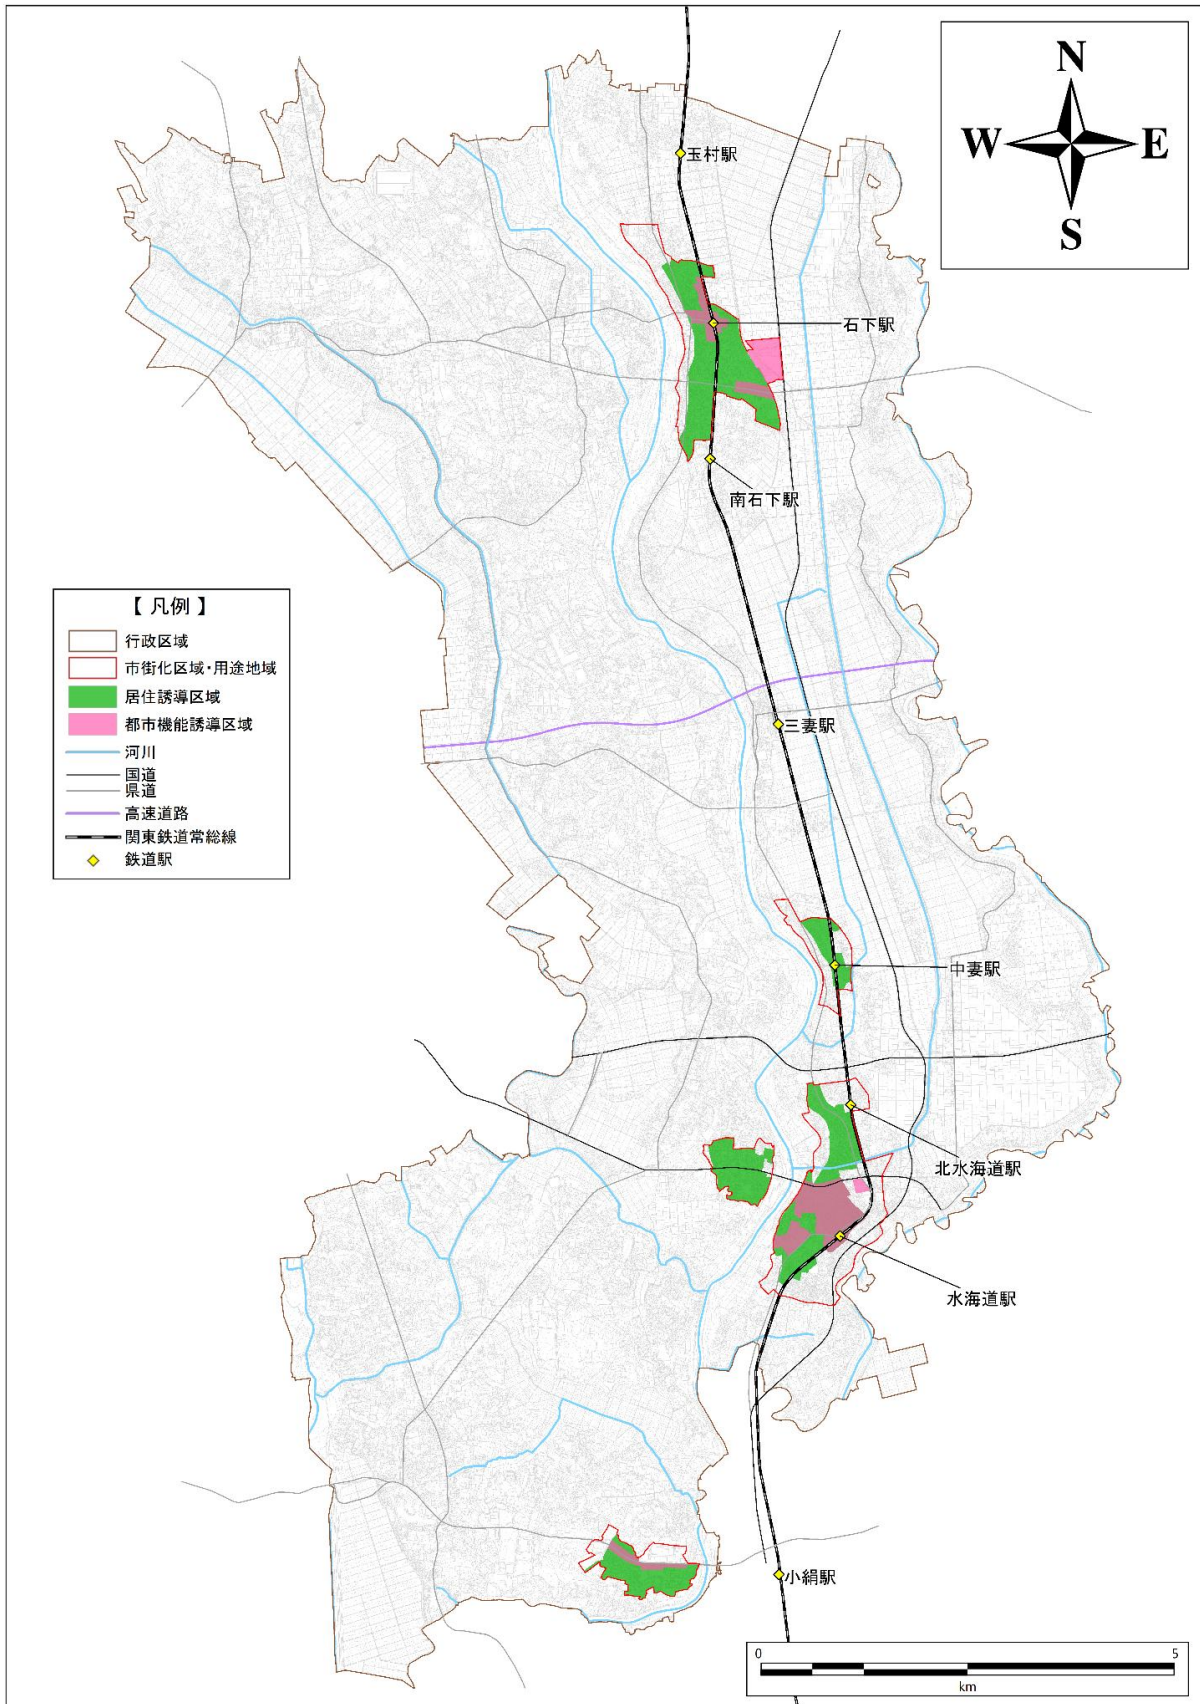 N
W
E
S
玉村駅
石下駅
南石下駅
【 凡例 】
行政区域
市街化区域・用途地域
居住誘導区域
都市機能誘導区域
河川
国道
県道
高速道路
関東鉄道常総線
鉄道駅
三妻駅
中妻駅
北水海道駅
水海道駅
小絹駅
0
5
km